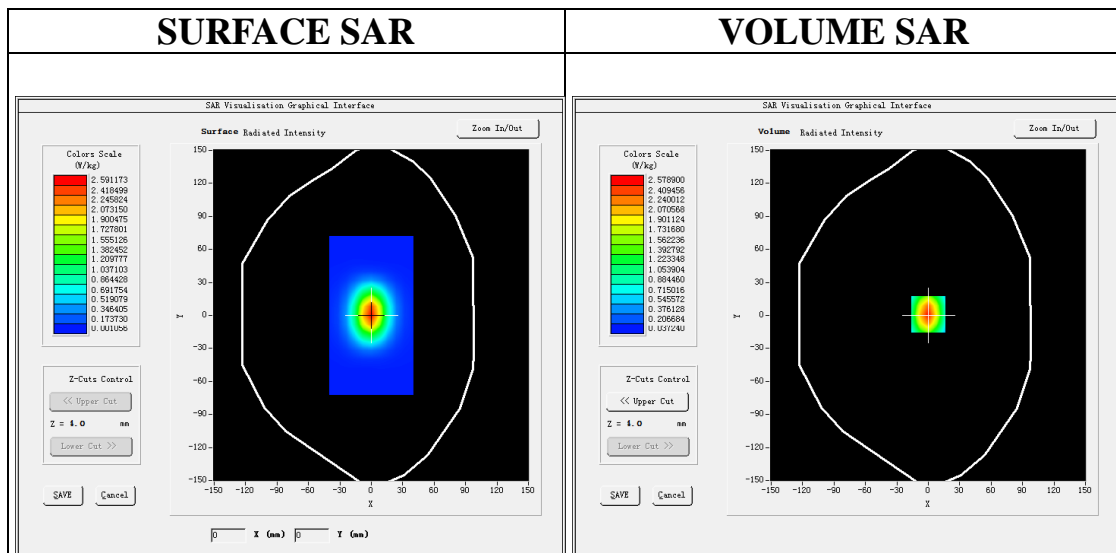 SURFACE SAR
VOLUME SAR
SAR Visualisation Graphical Interface
Surface Radiated Intensity
Zoom In/Out
Colors Scale
(W/kg)
2.591173
2.418499
2.245824
2.073150
1.900475
1.727801
1.555126
1.382452
1.209777
1.037103
0.864428
0.691754
0.519079
0.346405
0.173730
0.001056
Z-Cuts Control
<< Upper Cut
Z = 4.0 mm
Lower Cut >>
SAVE
Cancel
150
120
90
60
30
0
-30
-60
-90
-120
-150
Y
-150 -120 -90 -60 -30 0 30 60 90 120 150
X
0 X (mm) 0 Y (mm)
SAR Visualisation Graphical Interface
Volume Radiated Intensity
Zoom In/Out
Colors Scale
(W/kg)
2.578900
2.409456
2.240012
2.070568
1.901124
1.731680
1.562236
1.392792
1.223348
1.053904
0.884460
0.715016
0.545572
0.376128
0.206684
0.037240
Z-Cuts Control
<< Upper Cut
Z = 4.0 mm
Lower Cut >>
SAVE
Cancel
150
120
90
60
30
0
-30
-60
-90
-120
-150
Y
-150 -120 -90 -60 -30 0 30 60 90 120 150
X